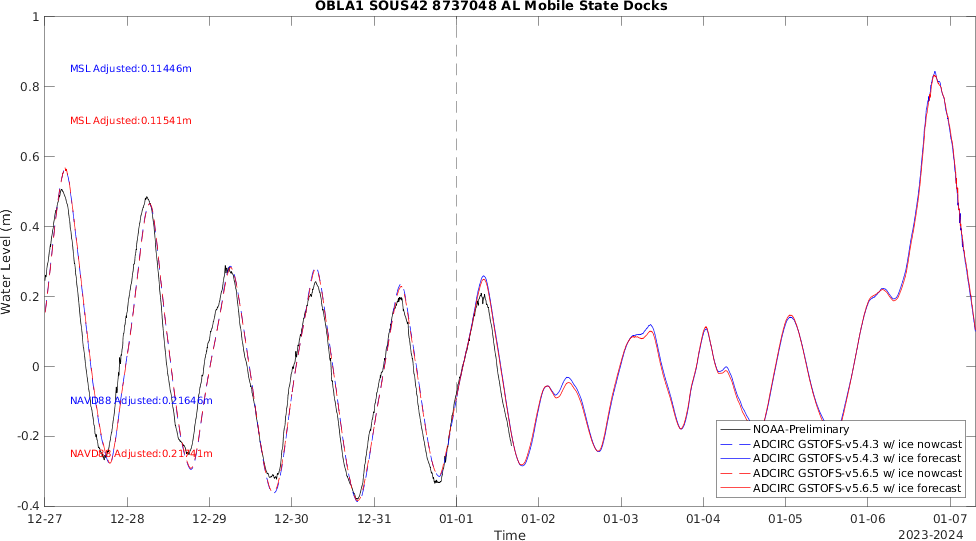 OBLA1 SOUS42 8737048 AL Mobile State Docks
Water Level (m)
1
0.8
0.6
0.4
0.2
0
-0.2
-0.4
MSL Adjusted:0.11446m
MSL Adjusted:0.11541m
NAVD88 Adjusted:0.21646m
NAVD88 Adjusted:0.21741m
NOAA-Preliminary
ADCIRC GSTOFS-v5.4.3 w/ ice nowcast
ADCIRC GSTOFS-v5.4.3 w/ ice forecast
ADCIRC GSTOFS-v5.6.5 w/ ice nowcast
ADCIRC GSTOFS-v5.6.5 w/ ice forecast
12-27 12-28 12-29 12-30 12-31 01-01 01-02 01-03 01-04 01-05 01-06 01-07
Time
2023-2024